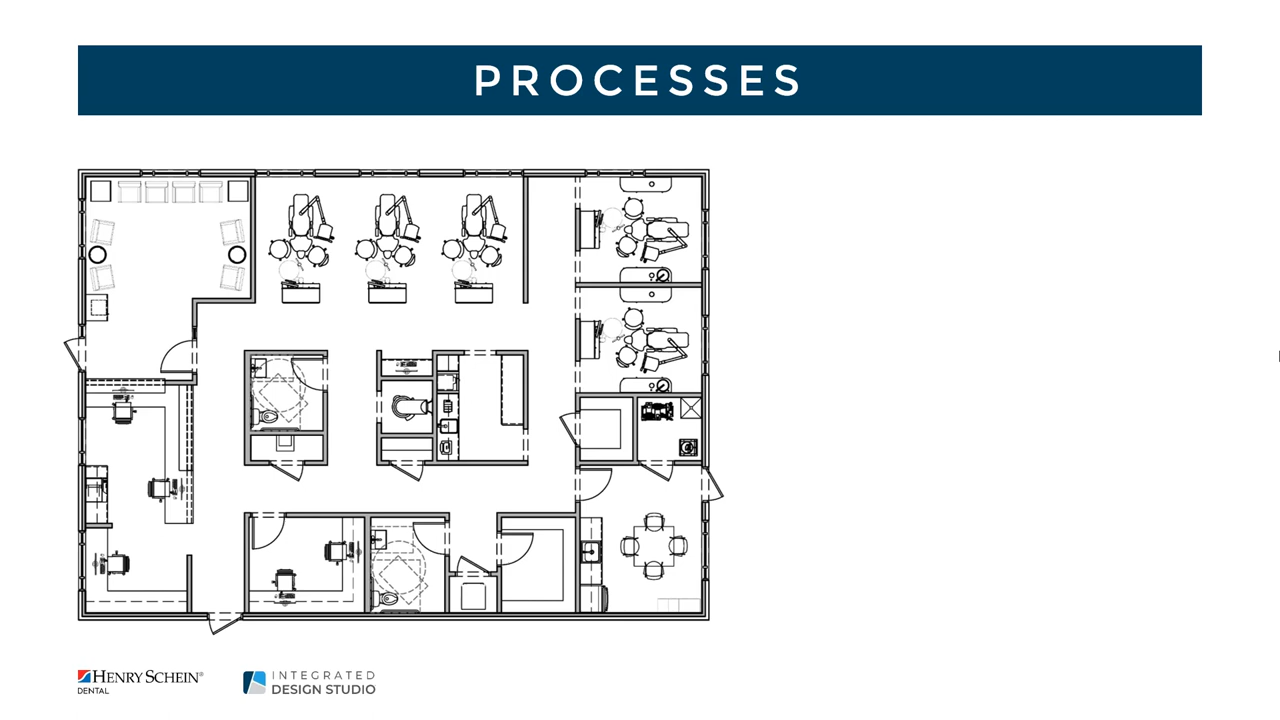 PROCESSES
HENRY SCHEIN®
DENTAL
INTEGRATED
DESIGN STUDIO